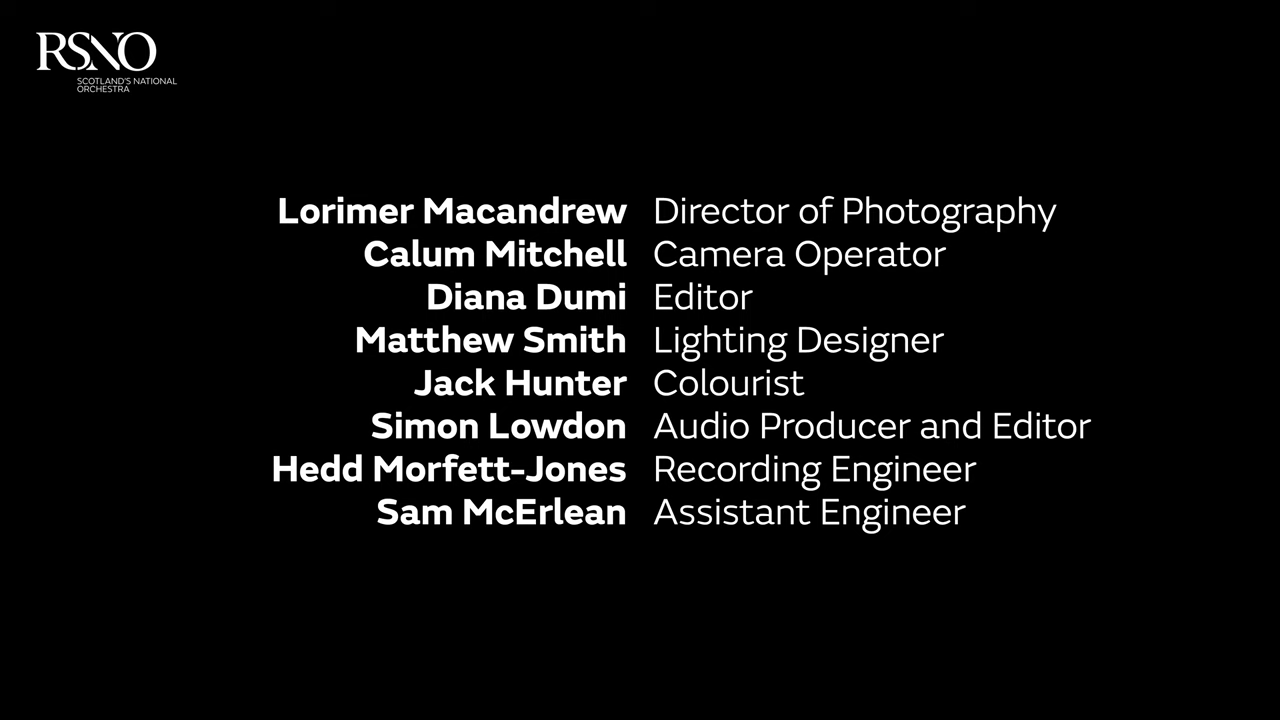 RSNO
SCOTLAND'S NATIONAL
ORCHESTRA
Lorimer Macandrew Director of Photography
Calum Mitchell Camera Operator
Diana Dumi Editor
Matthew Smith Lighting Designer
Jack Hunter Colourist
Simon Lowdon Audio Producer and Editor
Hedd Morfett-Jones Recording Engineer
Sam McErlean Assistant Engineer